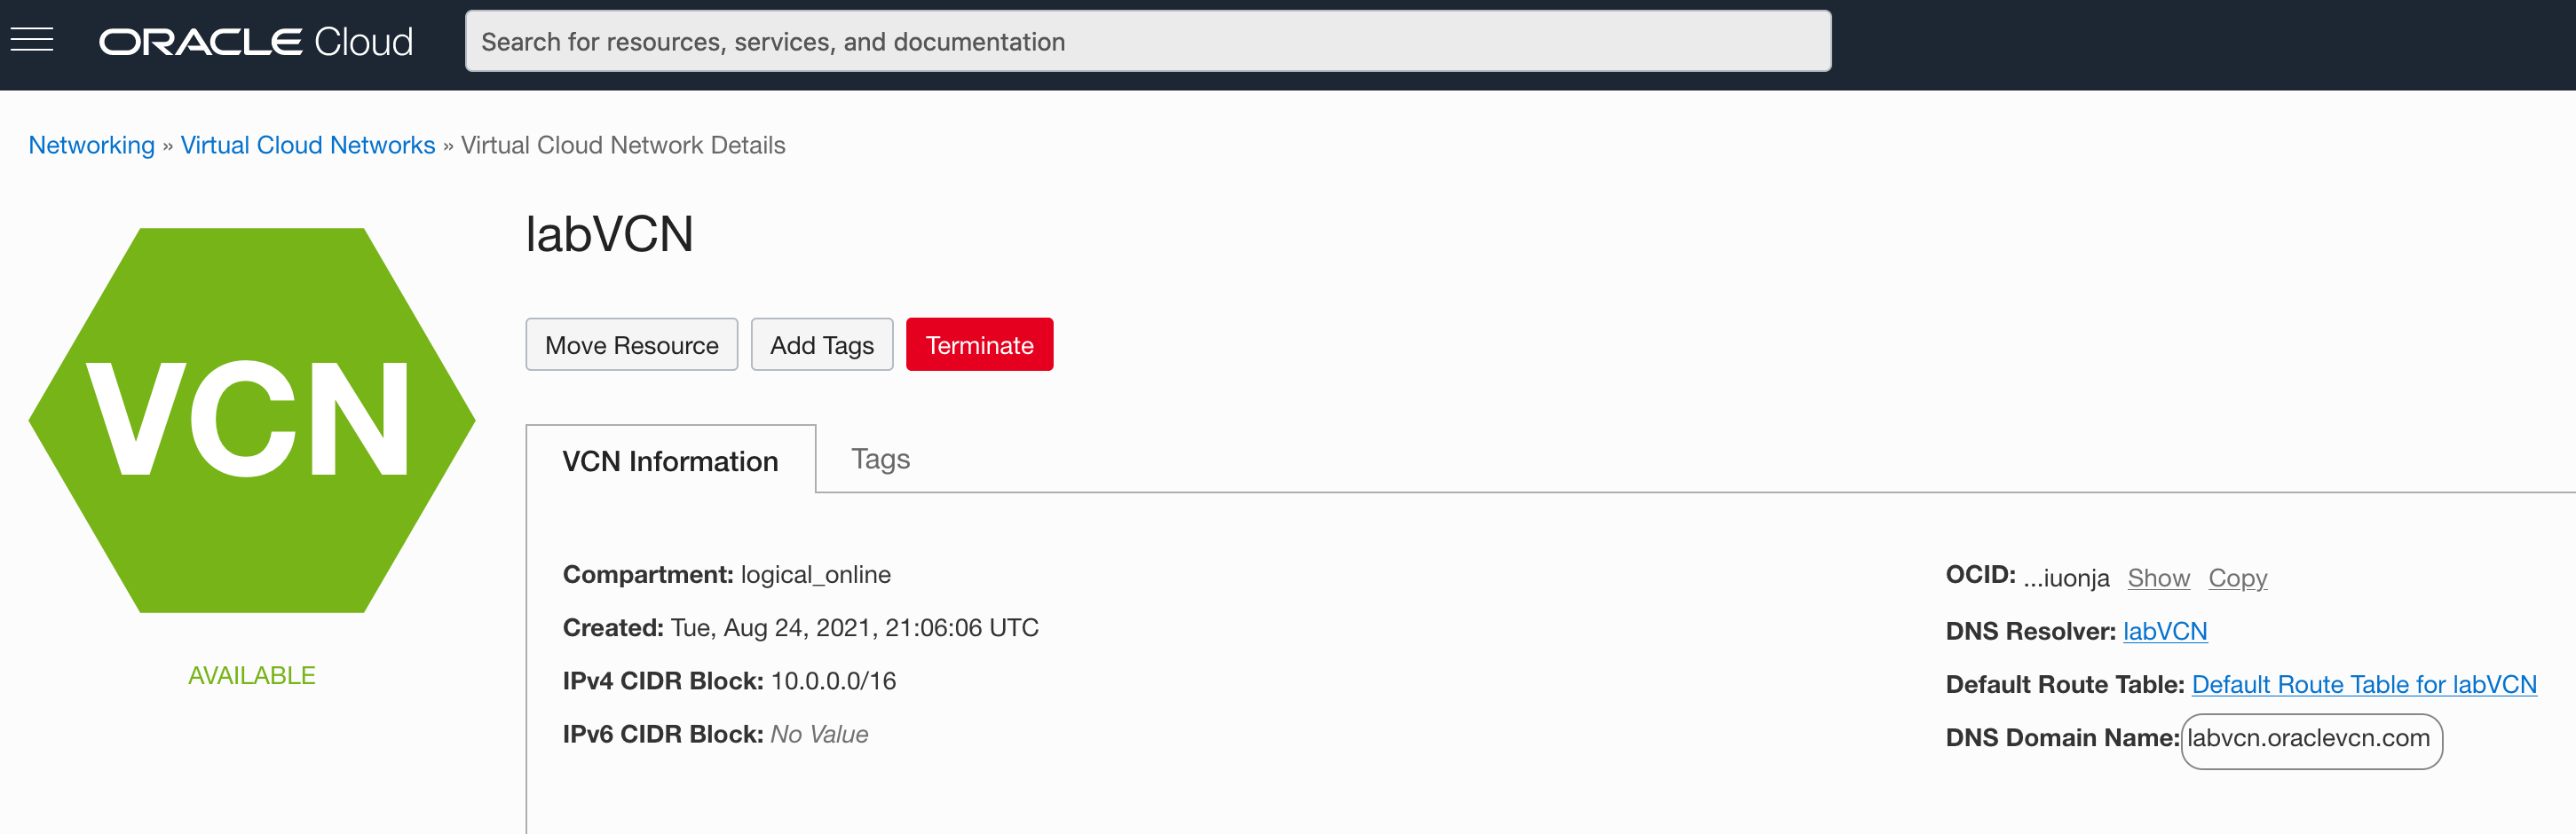 ORACLE Cloud
Search for resources, services, and documentation
Networking » Virtual Cloud Networks » Virtual Cloud Network Details
labVCN
VCN
AVAILABLE
Move Resource
Add Tags
Terminate
VCN Information
Tags
Compartment: logical_online
Created: Tue, Aug 24, 2021, 21:06:06 UTC
IPv4 CIDR Block: 10.0.0.0/16
IPv6 CIDR Block: No Value
OCID: ...iuonja Show Copy
DNS Resolver: labVCN
Default Route Table: Default Route Table for labVCN
DNS Domain Name: labvcn.oraclevcn.com